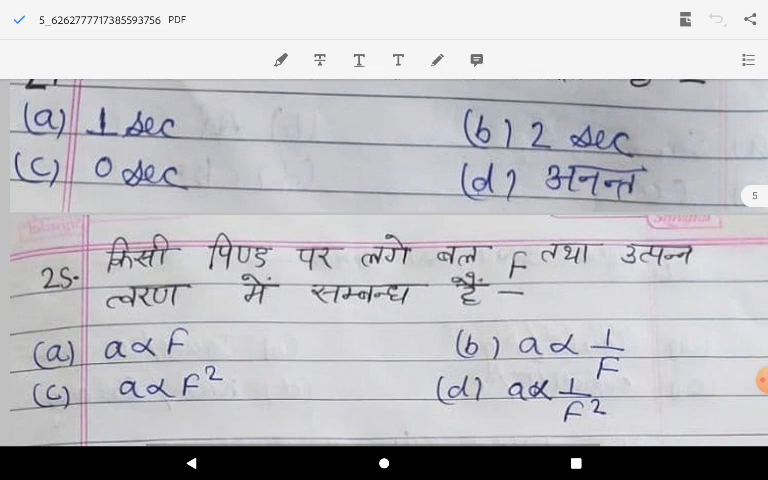 5_6262777717385593756 PDF
(a) 1 sec (b) 2 sec
(c) 0 sec (d) अनन्त
5
25. किसी पिण्ड पर लगे बल F तथा उत्पन्न
त्वरण में सम्बन्ध हैं –
(a) a∝F (b) a∝ 1/F
(c) a∝F² (d) a∝ 1/F²